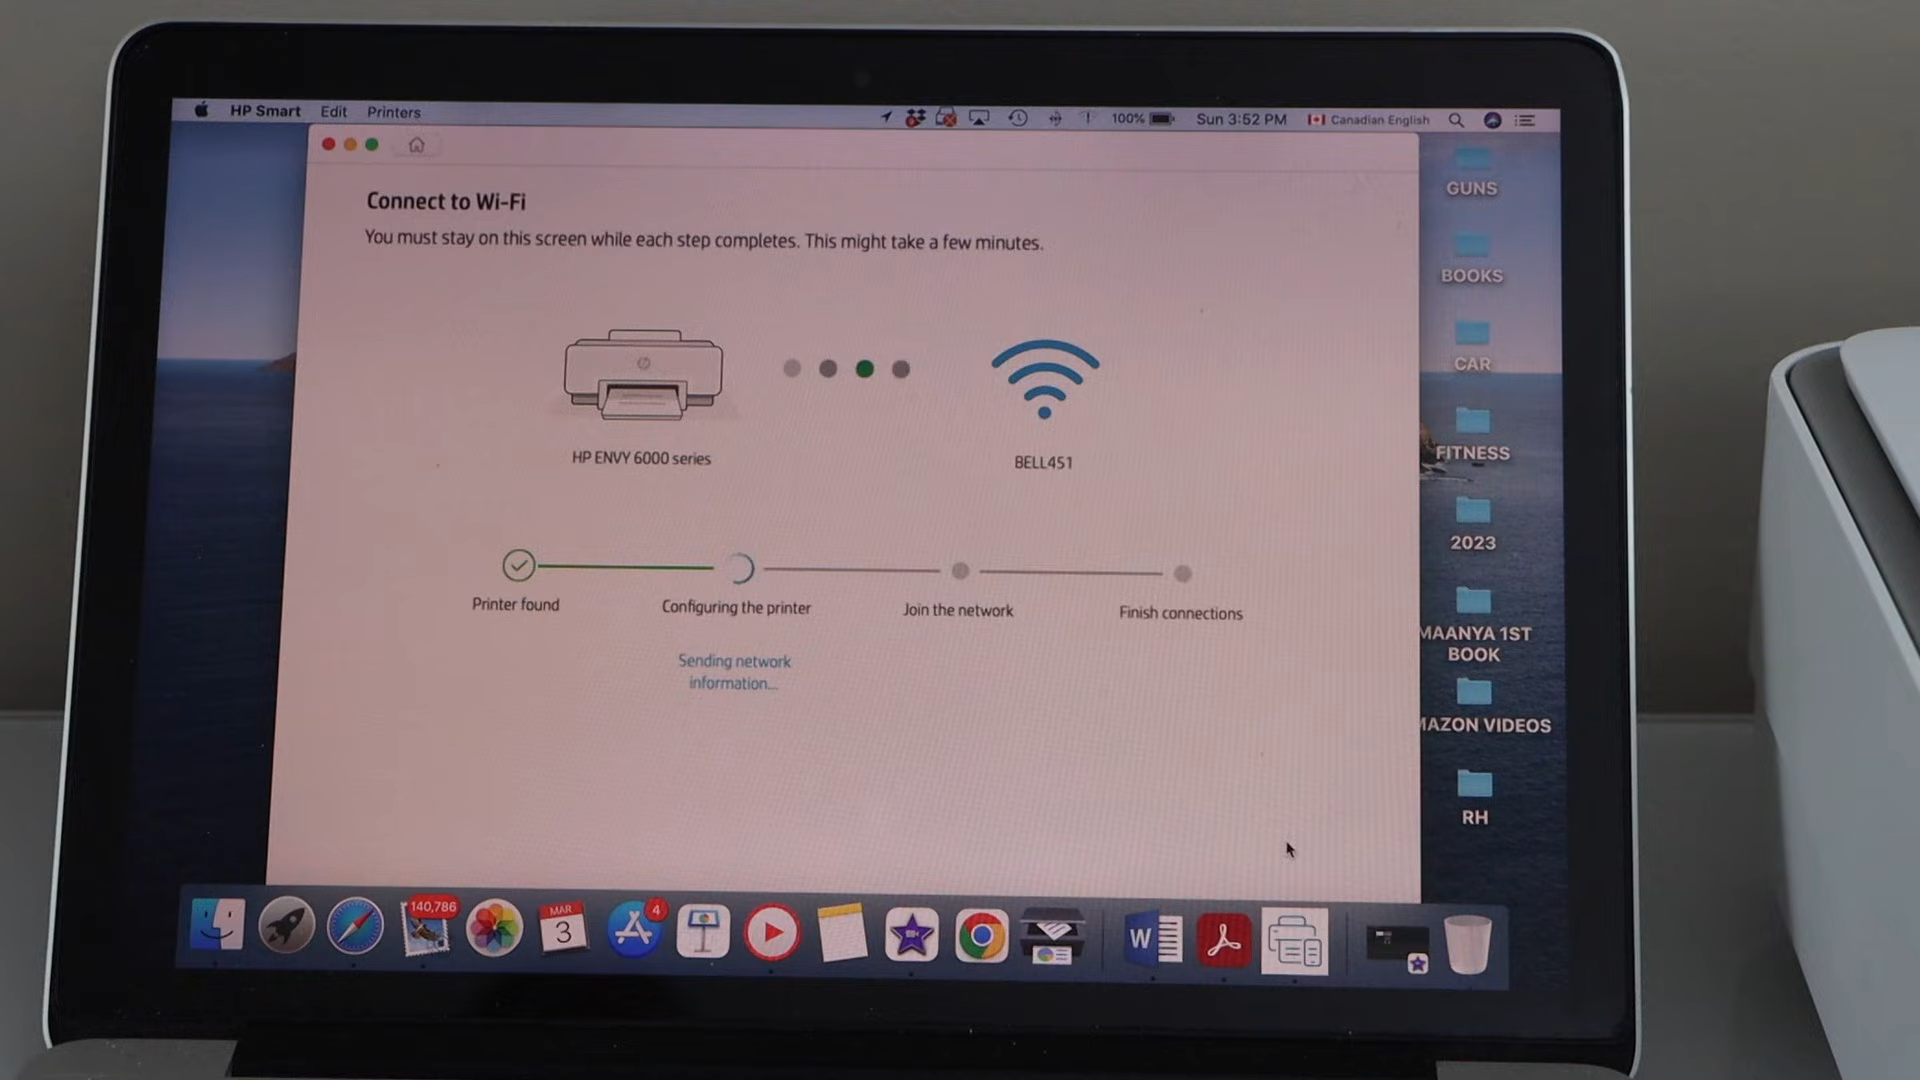 HP Smart Edit Printers 100% Sun 3:52 PM Canadian English
Connect to Wi-Fi
You must stay on this screen while each step completes. This might take a few minutes.
HP ENVY 6000 series
BELL451
Printer found
Configuring the printer
Join the network
Finish connections
Sending network
information...
GUNS
BOOKS
CAR
FITNESS
2023
MAANYA 1ST
BOOK
MAZON VIDEOS
RH
140,786
MAR
3
4
W